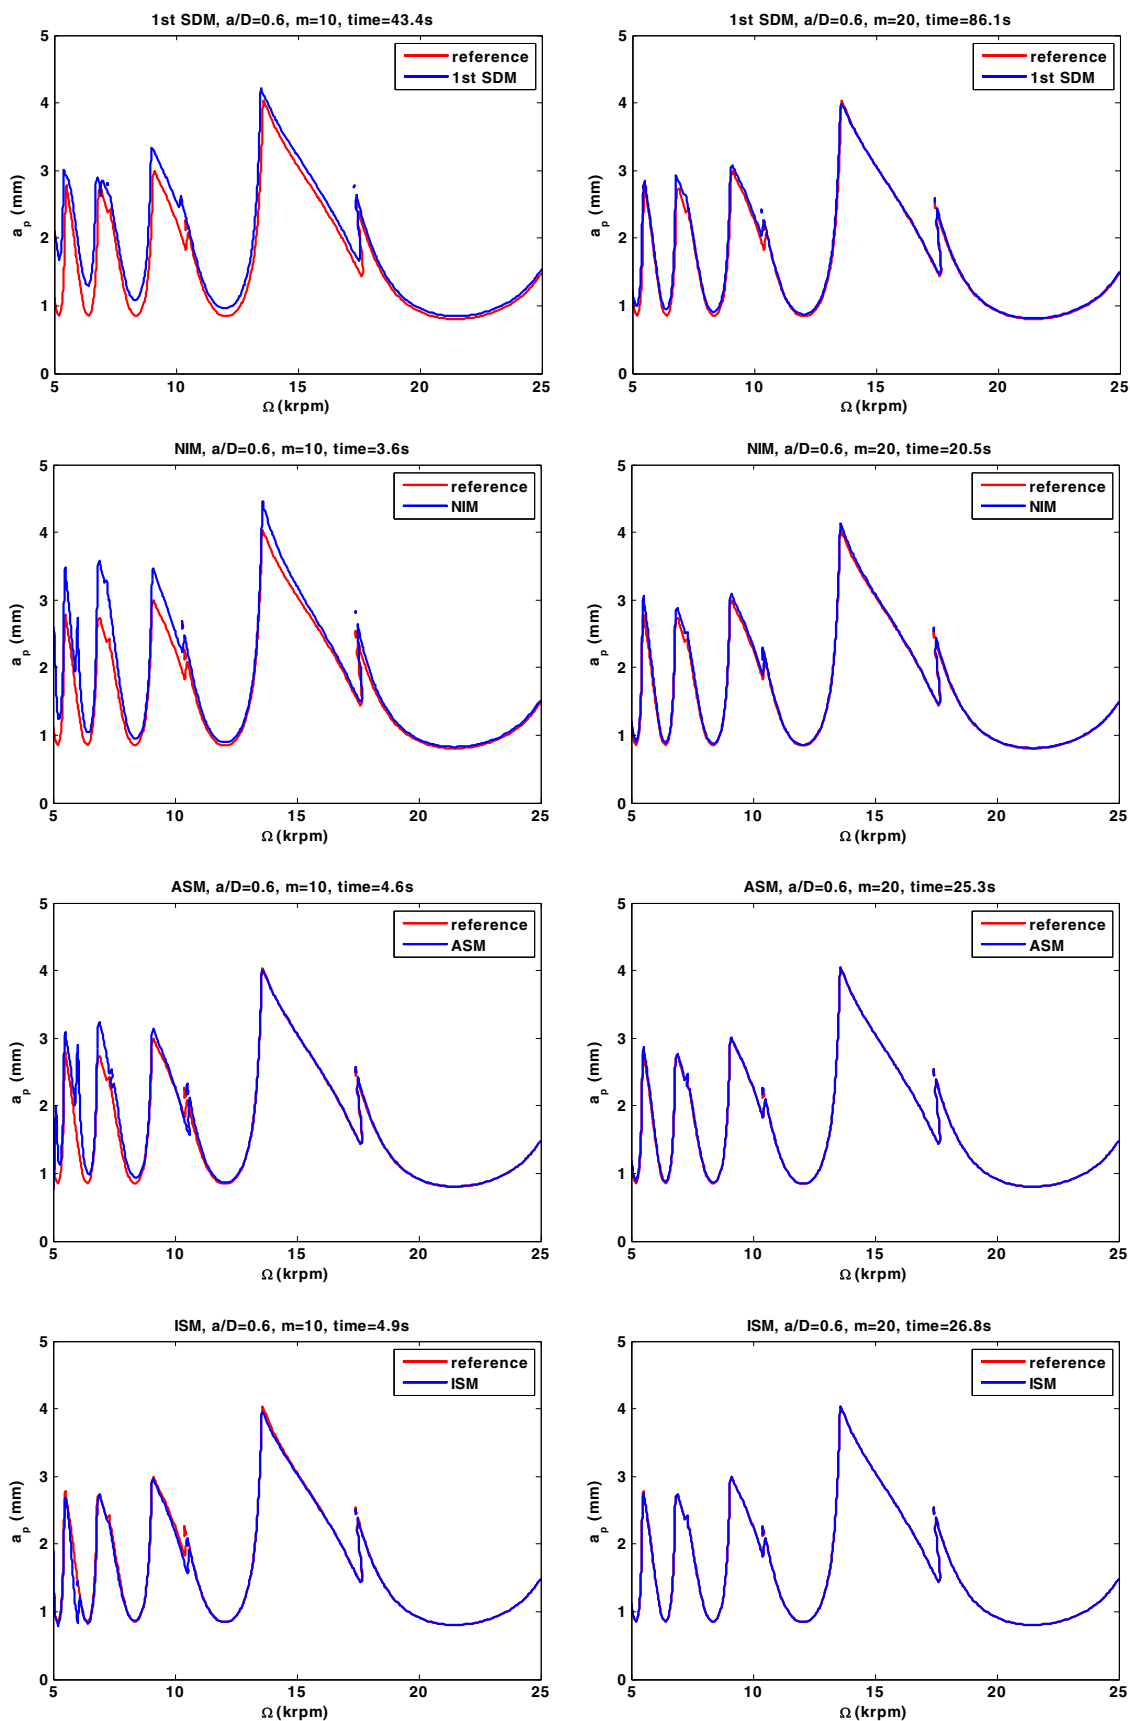 1st SDM, a/D=0.6, m=10, time=43.4s
5
4
3
2
1
0
a_p (mm)
reference
1st SDM
5 10 15 20 25
Ω (krpm)
1st SDM, a/D=0.6, m=20, time=86.1s
5
4
3
2
1
0
a_p (mm)
reference
1st SDM
5 10 15 20 25
Ω (krpm)
NIM, a/D=0.6, m=10, time=3.6s
5
4
3
2
1
0
a_p (mm)
reference
NIM
5 10 15 20 25
Ω (krpm)
NIM, a/D=0.6, m=20, time=20.5s
5
4
3
2
1
0
a_p (mm)
reference
NIM
5 10 15 20 25
Ω (krpm)
ASM, a/D=0.6, m=10, time=4.6s
5
4
3
2
1
0
a_p (mm)
reference
ASM
5 10 15 20 25
Ω (krpm)
ASM, a/D=0.6, m=20, time=25.3s
5
4
3
2
1
0
a_p (mm)
reference
ASM
5 10 15 20 25
Ω (krpm)
ISM, a/D=0.6, m=10, time=4.9s
5
4
3
2
1
0
a_p (mm)
reference
ISM
5 10 15 20 25
Ω (krpm)
ISM, a/D=0.6, m=20, time=26.8s
5
4
3
2
1
0
a_p (mm)
reference
ISM
5 10 15 20 25
Ω (krpm)